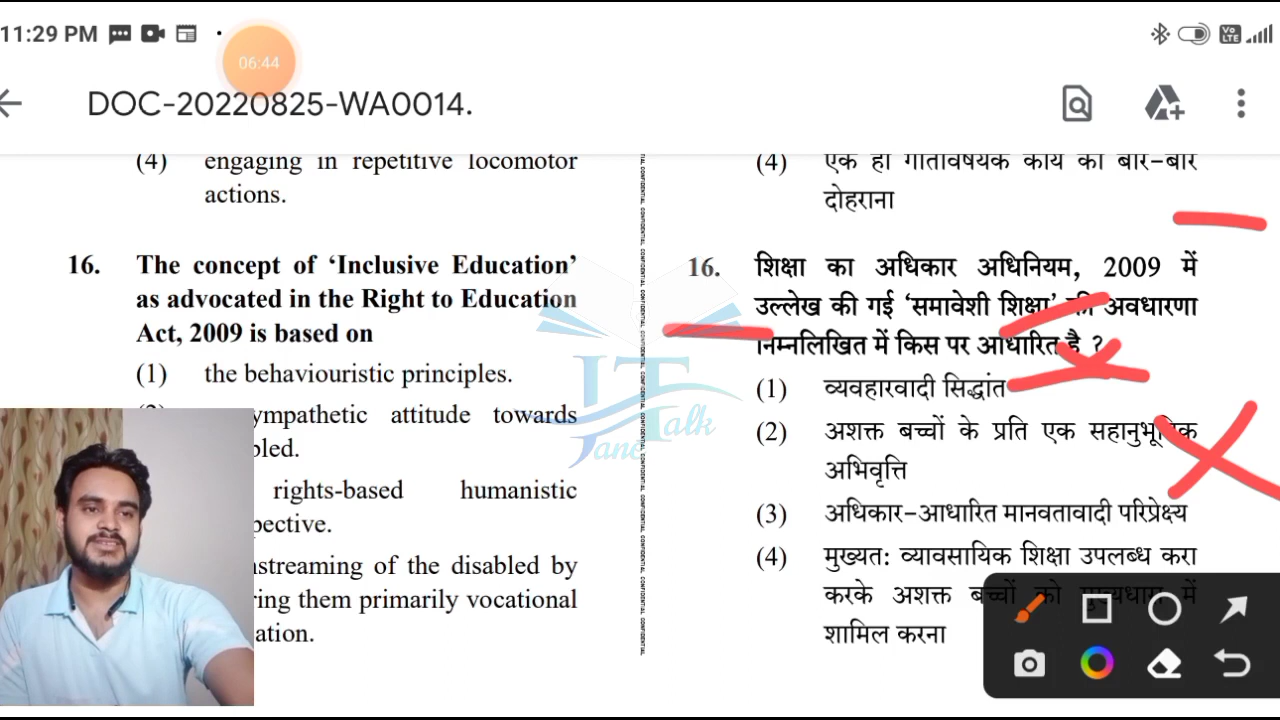 11:29 PM
06:44
Vo
LTE
DOC-20220825-WA0014.
(4) engaging in repetitive locomotor
actions.
16. The concept of ‘Inclusive Education’
as advocated in the Right to Education
Act, 2009 is based on
(1) the behaviouristic principles.
ympathetic attitude towards
bled.
rights-based humanistic
pective.
nstreaming of the disabled by
ring them primarily vocational
ation.
(4) एक ही गतिविषयक कार्य को बार-बार
दोहराना
16. शिक्षा का अधिकार अधिनियम, 2009 में
उल्लेख की गई ‘समावेशी शिक्षा’ की अवधारणा
निम्नलिखित में किस पर आधारित है ?
(1) व्यवहारवादी सिद्धांत
(2) अशक्त बच्चों के प्रति एक सहानुभूतिक
अभिवृत्ति
(3) अधिकार-आधारित मानवतावादी परिप्रेक्ष्य
(4) मुख्यत: व्यावसायिक शिक्षा उपलब्ध करा
करके अशक्त बच्चों को मुख्यधारा में
शामिल करना
JT
Talk